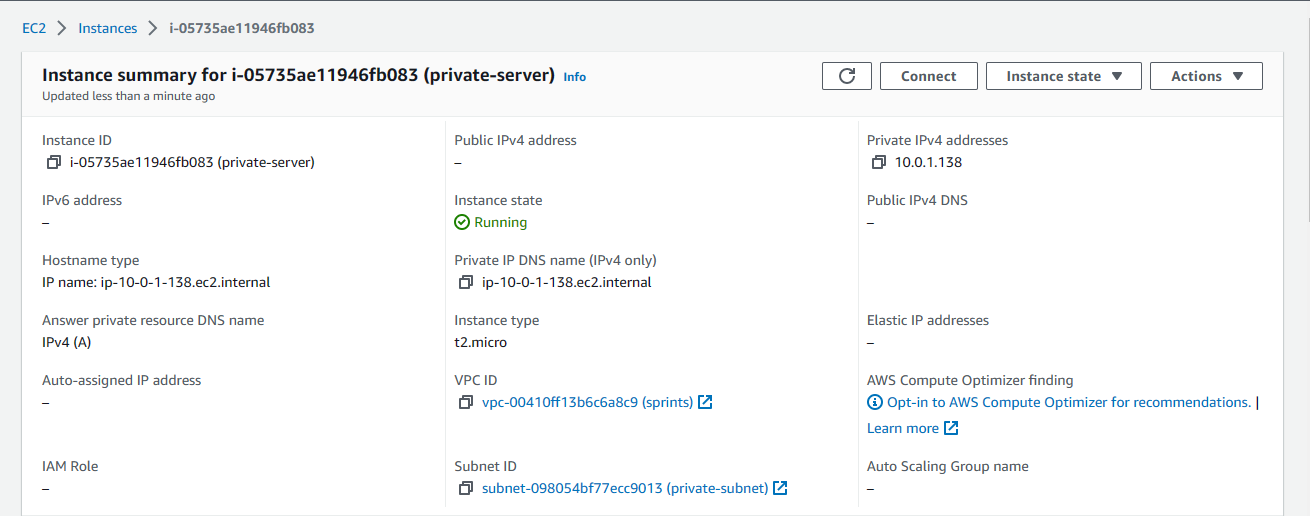 EC2 > Instances > i-05735ae11946fb083
Instance summary for i-05735ae11946fb083 (private-server) Info
Updated less than a minute ago
Connect
Instance state
Actions
Instance ID
i-05735ae11946fb083 (private-server)
Public IPv4 address
–
Private IPv4 addresses
10.0.1.138
IPv6 address
–
Instance state
Running
Public IPv4 DNS
–
Hostname type
IP name: ip-10-0-1-138.ec2.internal
Private IP DNS name (IPv4 only)
ip-10-0-1-138.ec2.internal
Answer private resource DNS name
IPv4 (A)
Instance type
t2.micro
Elastic IP addresses
–
Auto-assigned IP address
–
VPC ID
vpc-00410ff13b6c6a8c9 (sprints)
AWS Compute Optimizer finding
Opt-in to AWS Compute Optimizer for recommendations. |
Learn more
IAM Role
–
Subnet ID
subnet-098054bf77ecc9013 (private-subnet)
Auto Scaling Group name
–